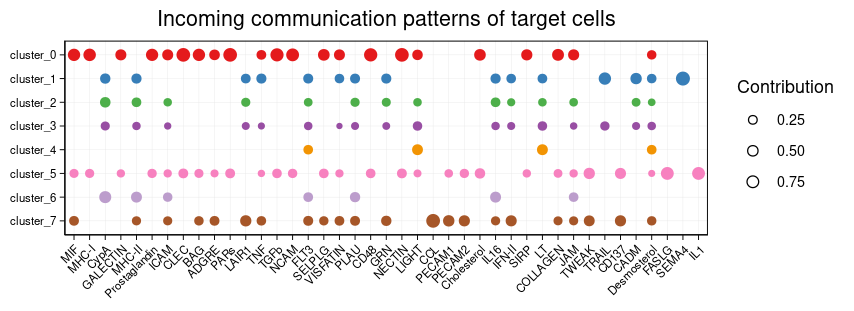 Incoming communication patterns of target cells
cluster_0
cluster_1
cluster_2
cluster_3
cluster_4
cluster_5
cluster_6
cluster_7
MIF
MHC-I
CypA
GALECTIN
MHC-II
Prostaglandin
ICAM
CLEC
BAG
ADGRE
PARs
LAIR1
TNF
TGFb
NCAM
FLT3
SELPLG
VISFATIN
PLAU
CD48
GRN
NECTIN
LIGHT
CCL
PECAM1
PECAM2
Cholesterol
IL16
IFN-II
SIRP
LT
COLLAGEN
JAM
TWEAK
TRAIL
CD137
CADM
Desmosterol
FASLG
SEMA4
IL1
Contribution
0.25
0.50
0.75